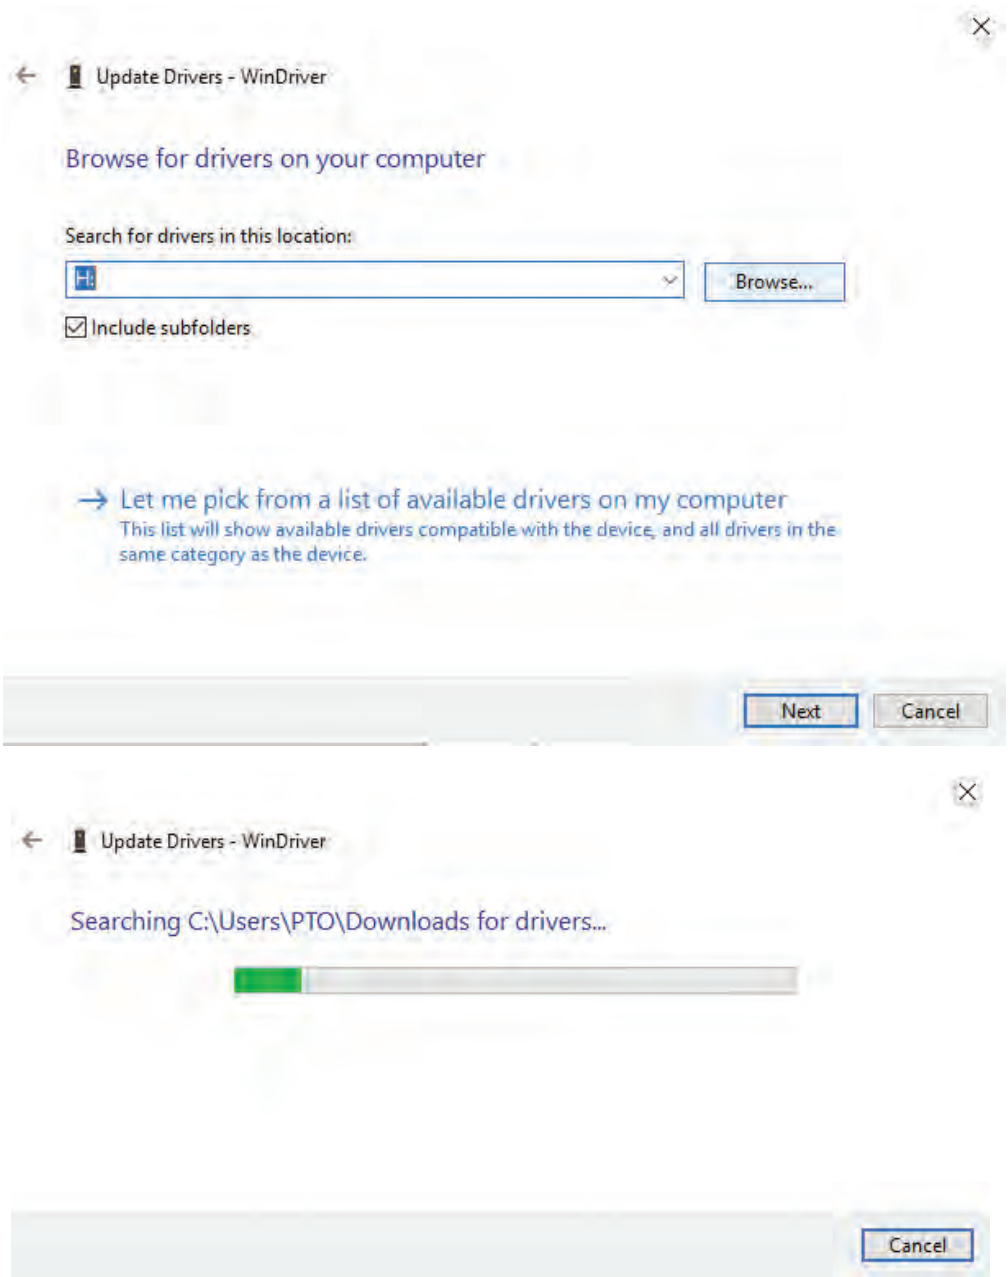 Update Drivers - WinDriver
Browse for drivers on your computer
Search for drivers in this location:
H:
Browse...
Include subfolders
Let me pick from a list of available drivers on my computer
This list will show available drivers compatible with the device, and all drivers in the
same category as the device.
Next
Cancel
Update Drivers - WinDriver
Searching C:\Users\PTO\Downloads for drivers...
Cancel